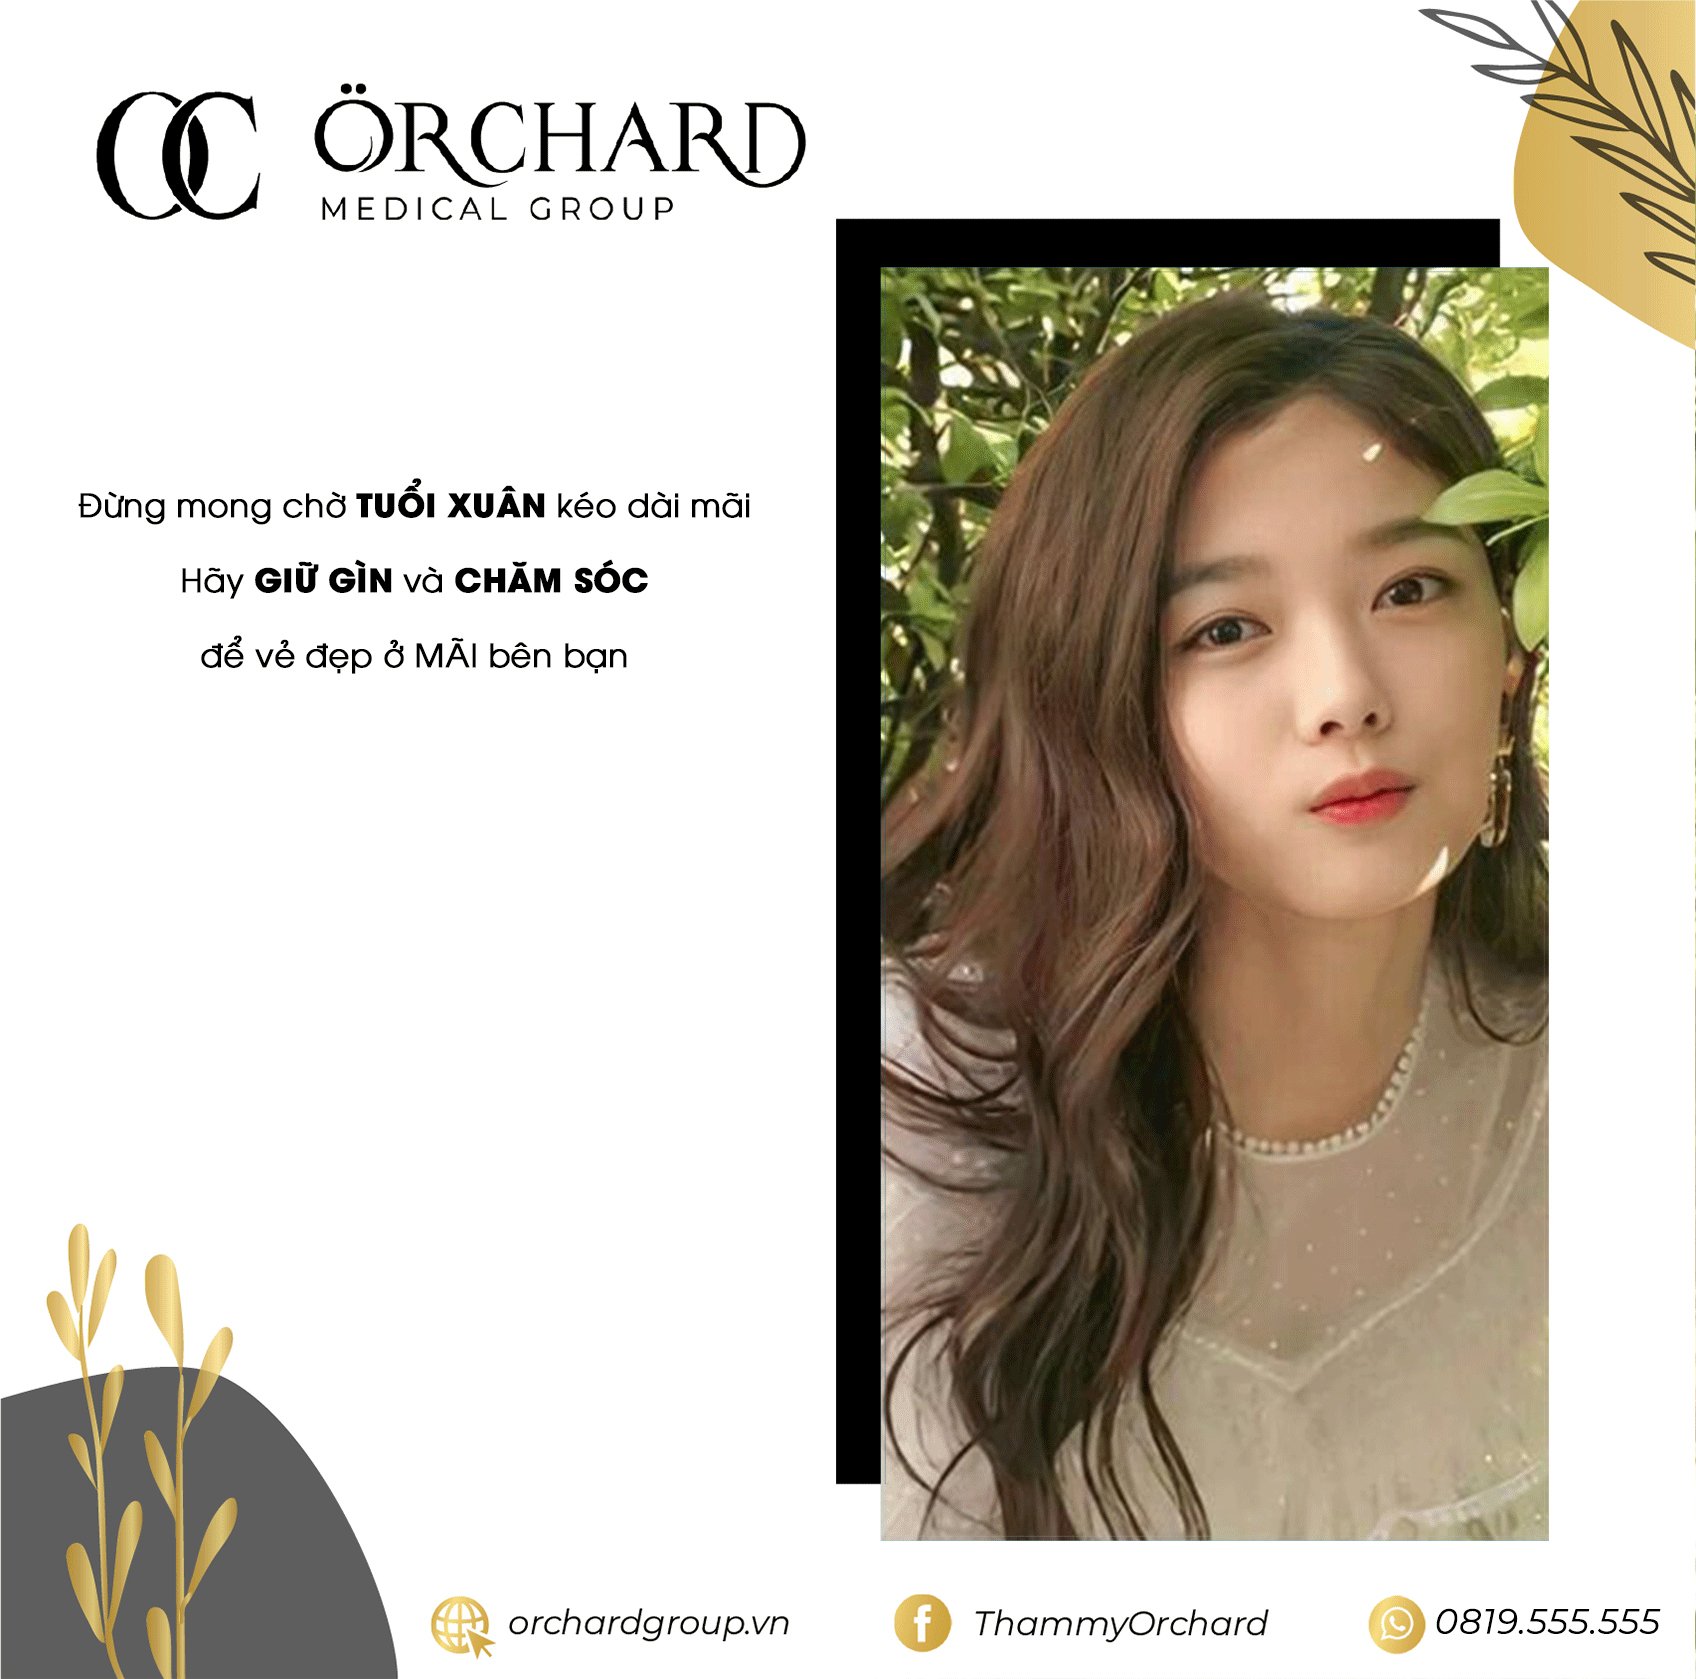 OC ÖRCHARD
MEDICAL GROUP
Đừng mong chờ TUỔI XUÂN kéo dài mãi
Hãy GIỮ GÌN và CHĂM SÓC
để vẻ đẹp ở MÃI bên bạn
orchardgroup.vn
ThammyOrchard
0819.555.555